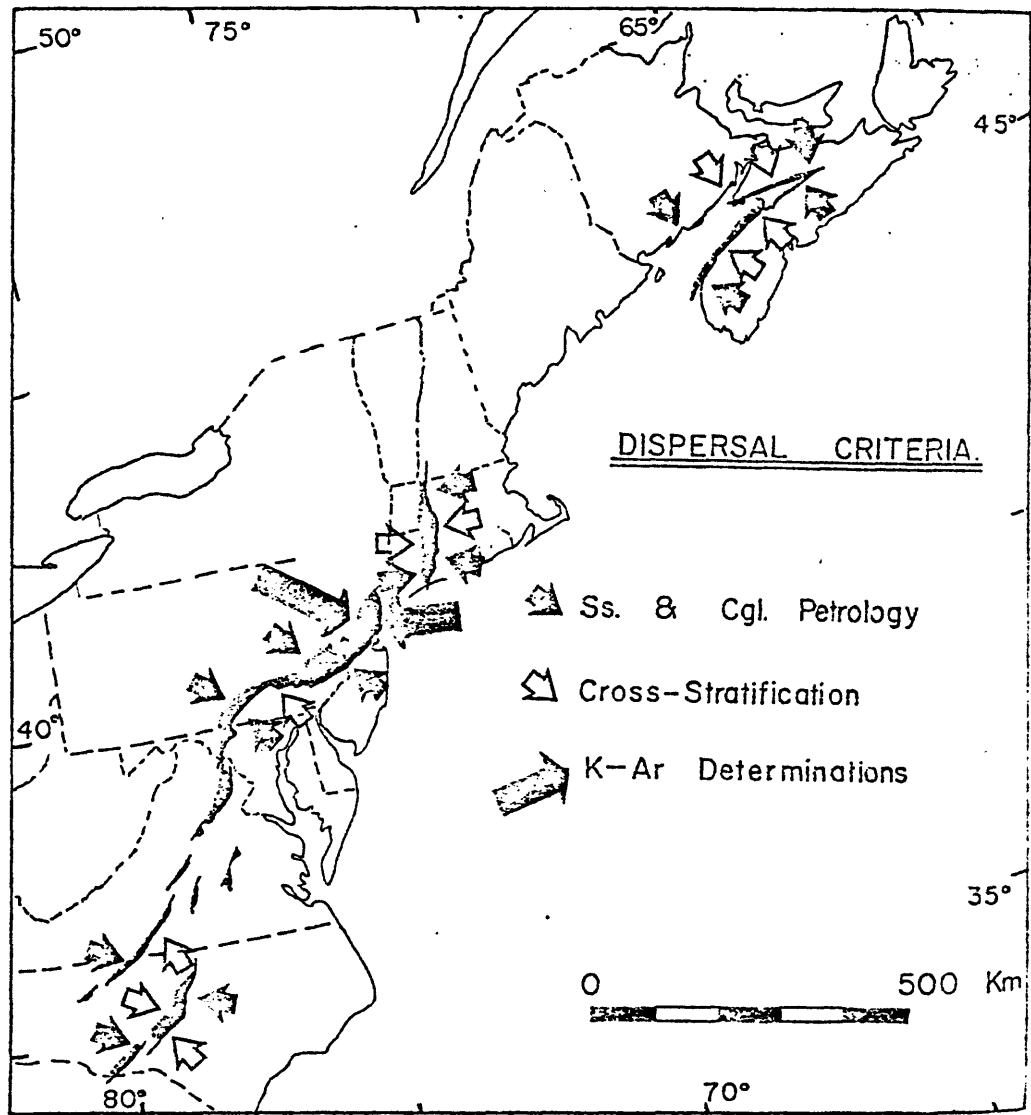 50° 75° 65°
45°
DISPERSAL CRITERIA.
Ss. & Cgl. Petrology
Cross-Stratification
40°
K-Ar Determinations
35°
0 500 Km
80° 70°